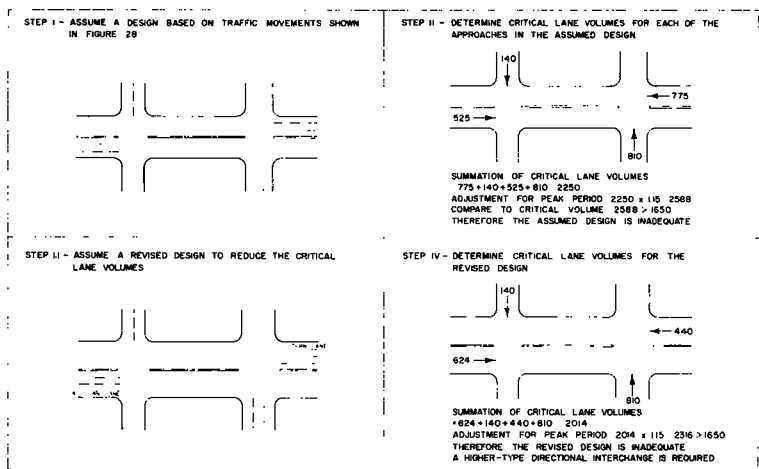 STEP I - ASSUME A DESIGN BASED ON TRAFFIC MOVEMENTS SHOWN
IN FIGURE 28
STEP II - DETERMINE CRITICAL LANE VOLUMES FOR EACH OF THE
APPROACHES IN THE ASSUMED DESIGN
140
775
525
810
SUMMATION OF CRITICAL LANE VOLUMES
775+140+525+810 2250
ADJUSTMENT FOR PEAK PERIOD 2250 x 115 2588
COMPARE TO CRITICAL VOLUME 2588 > 1650
THEREFORE THE ASSUMED DESIGN IS INADEQUATE
STEP III - ASSUME A REVISED DESIGN TO REDUCE THE CRITICAL
LANE VOLUMES
LANE
STEP IV - DETERMINE CRITICAL LANE VOLUMES FOR THE
REVISED DESIGN
140
440
624
810
SUMMATION OF CRITICAL LANE VOLUMES
624+140+440+810 2014
ADJUSTMENT FOR PEAK PERIOD 2014 x 115 2316 > 1650
THEREFORE THE REVISED DESIGN IS INADEQUATE
A HIGHER-TYPE DIRECTIONAL INTERCHANGE IS REQUIRED